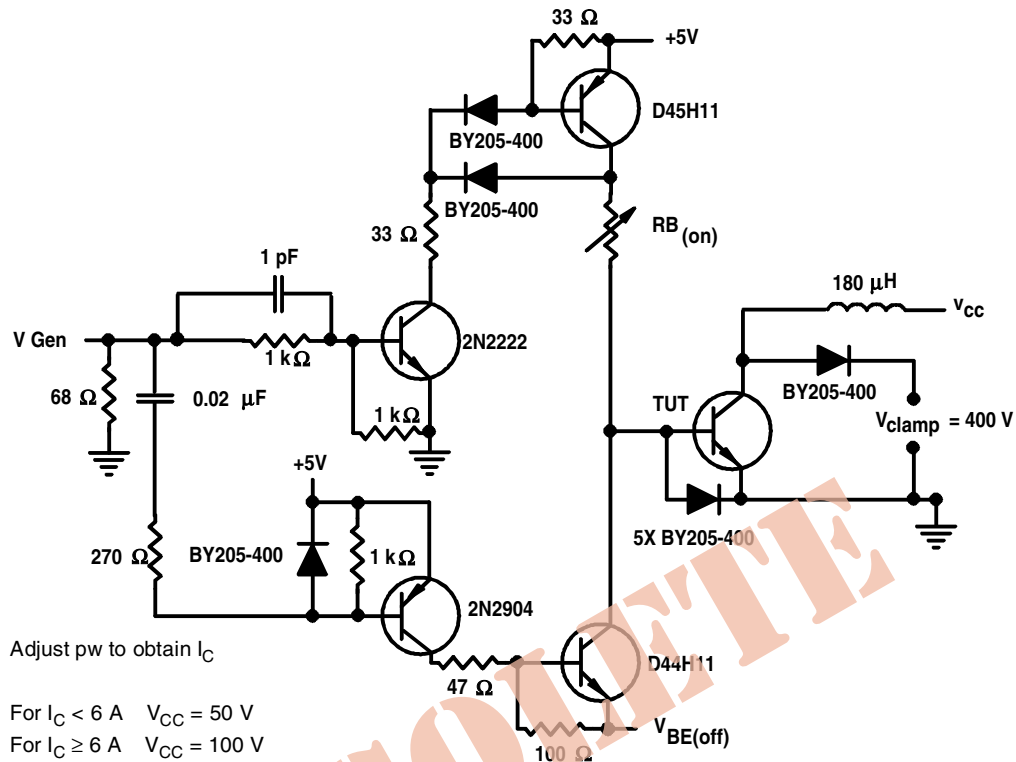 33 Ω
+5V
D45H11
BY205-400
BY205-400
33 Ω
RB(on)
1 pF
180 μH
vCC
V Gen
2N2222
1 kΩ
BY205-400
68 Ω
0.02 μF
TUT
Vclamp = 400 V
1 kΩ
+5V
5X BY205-400
270 Ω
BY205-400
1 kΩ
2N2904
Adjust pw to obtain IC
D44H11
47 Ω
For IC < 6 A VCC = 50 V
VBE(off)
For IC ≥ 6 A VCC = 100 V
100 Ω